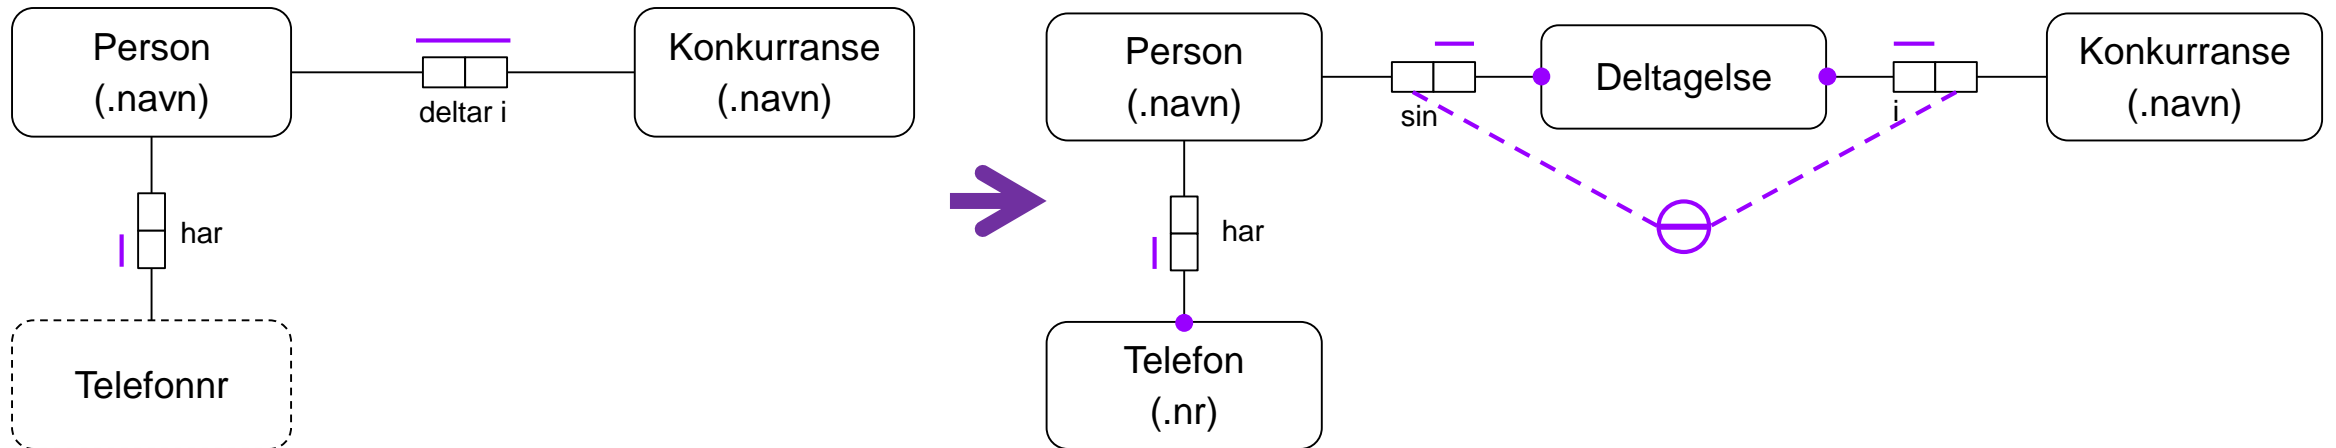 Person
(.navn)
deltar i
Konkurranse
(.navn)
har
Telefonnr
Person
(.navn)
sin
Deltagelse
i
Konkurranse
(.navn)
har
Telefon
(.nr)